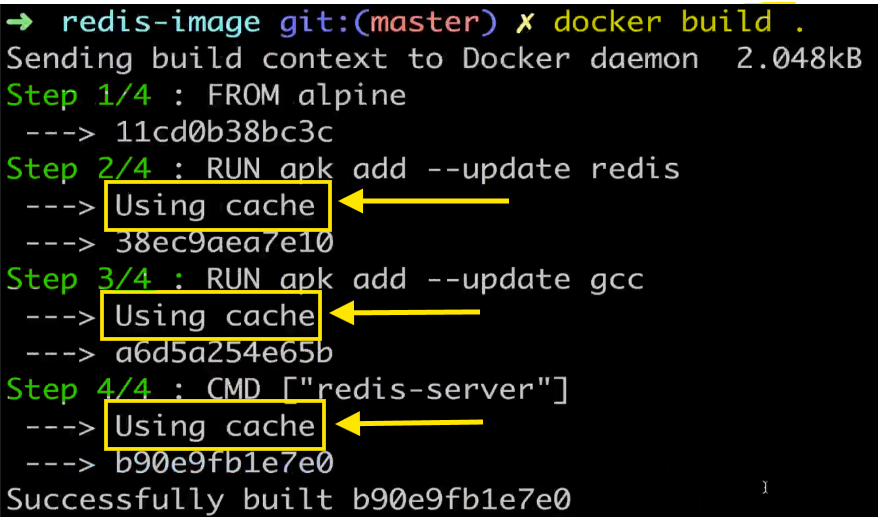 ➜ redis-image git:(master) ✗ docker build .
Sending build context to Docker daemon 2.048kB
Step 1/4 : FROM alpine
---> 11cd0b38bc3c
Step 2/4 : RUN apk add --update redis
---> Using cache
---> 38ec9aea7e10
Step 3/4 : RUN apk add --update gcc
---> Using cache
---> a6d5a254e65b
Step 4/4 : CMD ["redis-server"]
---> Using cache
---> b90e9fb1e7e0
Successfully built b90e9fb1e7e0